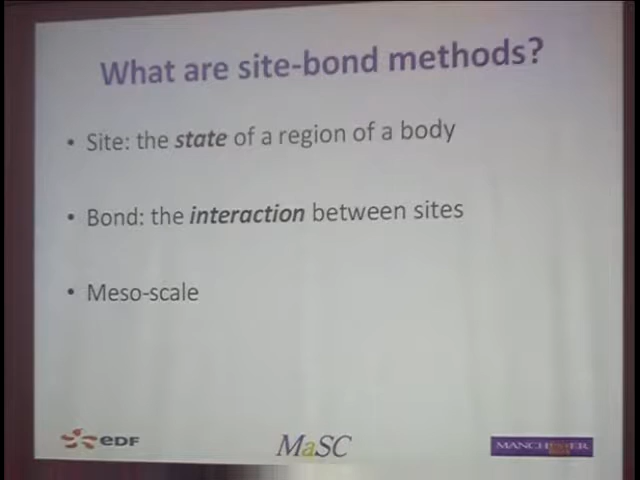 What are site-bond methods?
• Site: the state of a region of a body
• Bond: the interaction between sites
• Meso-scale
eDF
MaSC
MANCHESTER